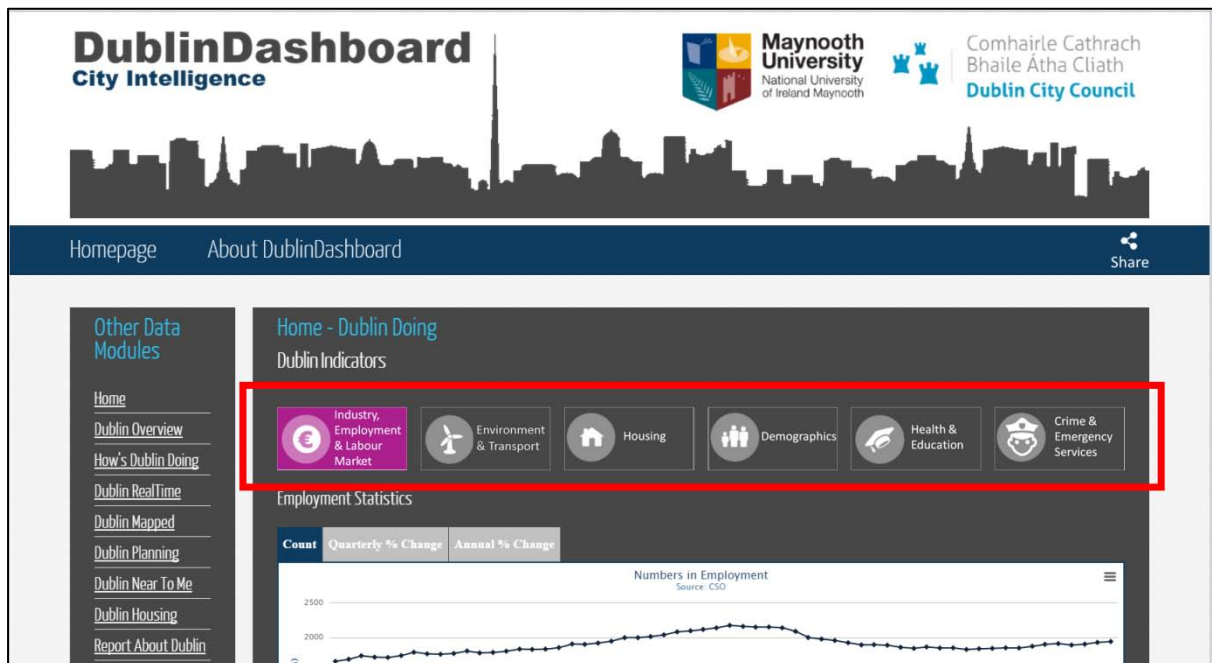 DublinDashboard
City Intelligence
Maynooth
University
National University
of Ireland Maynooth
Comhairle Cathrach
Bhaile Átha Cliath
Dublin City Council
Homepage
About DublinDashboard
Share
Other Data
Modules
Home
Dublin Overview
How's Dublin Doing
Dublin RealTime
Dublin Mapped
Dublin Planning
Dublin Near To Me
Dublin Housing
Report About Dublin
Home - Dublin Doing
Dublin Indicators
Industry,
Employment
& Labour
Market
Environment
& Transport
Housing
Demographics
Health &
Education
Crime &
Emergency
Services
Employment Statistics
Count
Quarterly % Change
Annual % Change
Numbers in Employment
Source: CSO
2500
2000